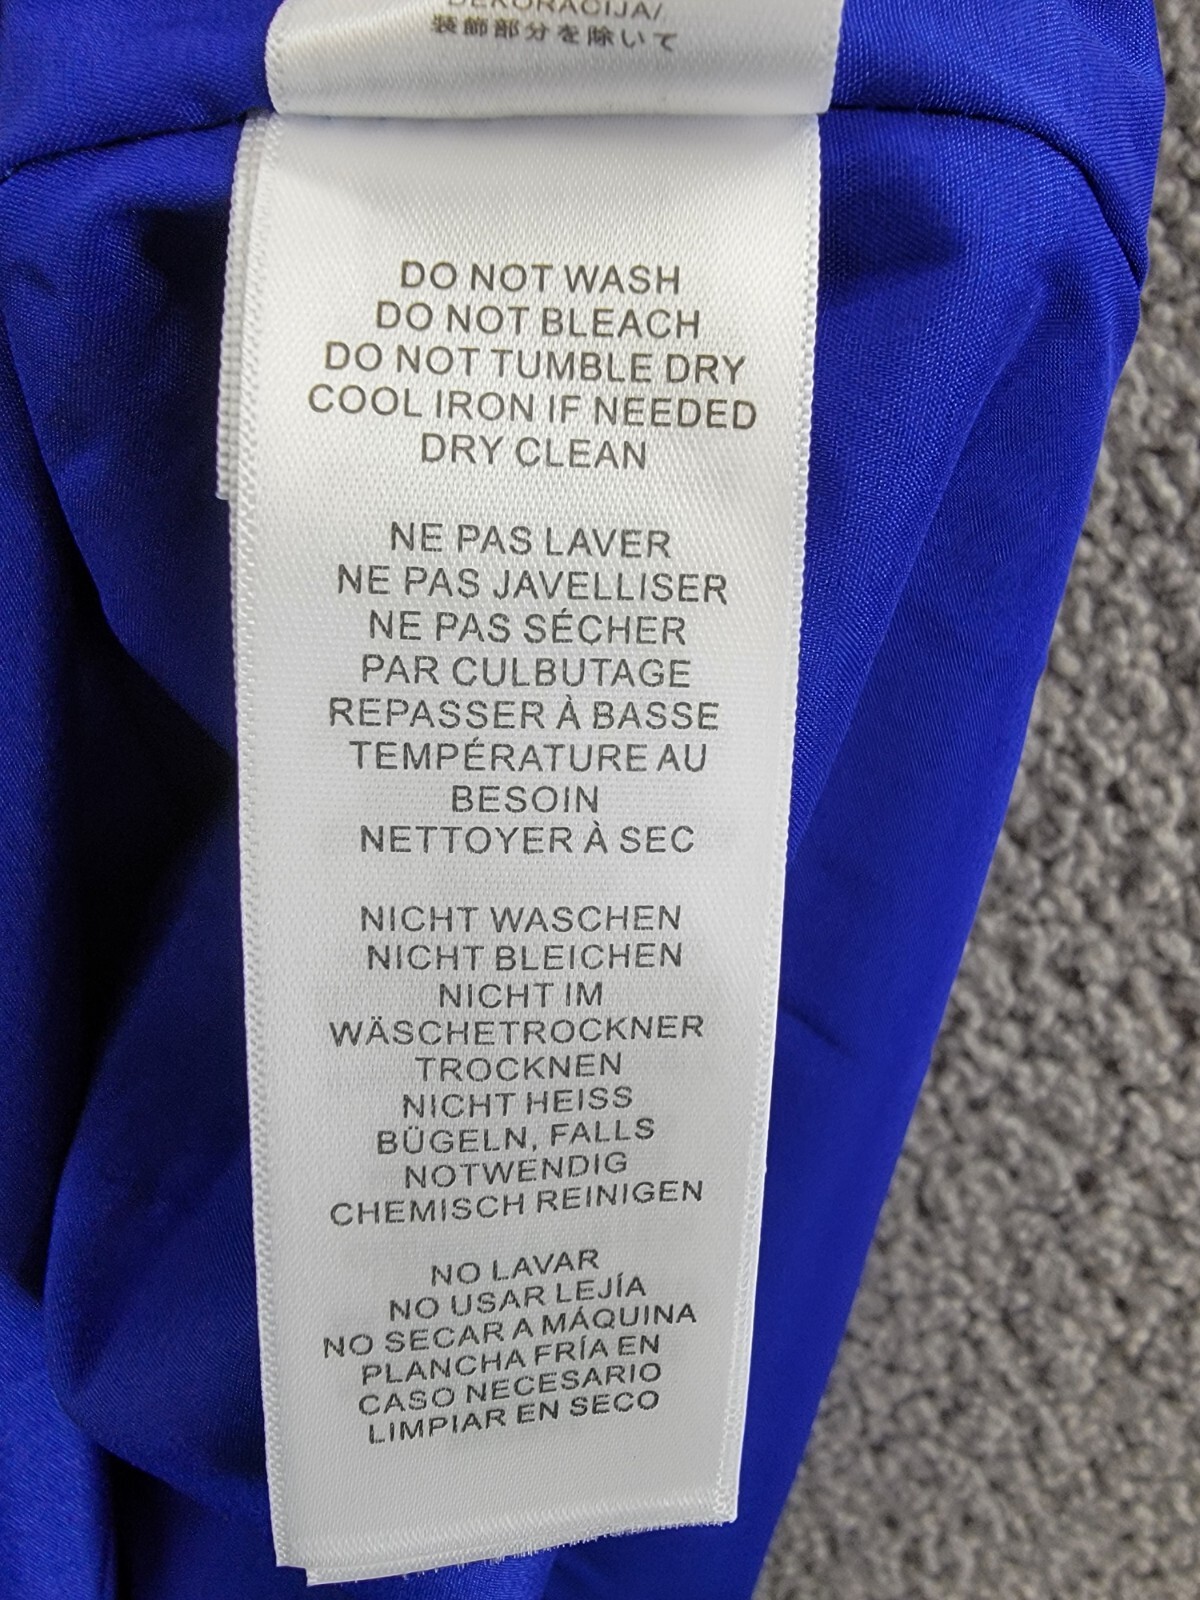 DEKORACIJA/
装飾部分を除いて
DO NOT WASH
DO NOT BLEACH
DO NOT TUMBLE DRY
COOL IRON IF NEEDED
DRY CLEAN
NE PAS LAVER
NE PAS JAVELLISER
NE PAS SÉCHER
PAR CULBUTAGE
REPASSER À BASSE
TEMPÉRATURE AU
BESOIN
NETTOYER À SEC
NICHT WASCHEN
NICHT BLEICHEN
NICHT IM
WÄSCHETROCKNER
TROCKNEN
NICHT HEISS
BÜGELN, FALLS
NOTWENDIG
CHEMISCH REINIGEN
NO LAVAR
NO USAR LEJÍA
NO SECAR A MÁQUINA
PLANCHA FRÍA EN
CASO NECESARIO
LIMPIAR EN SECO